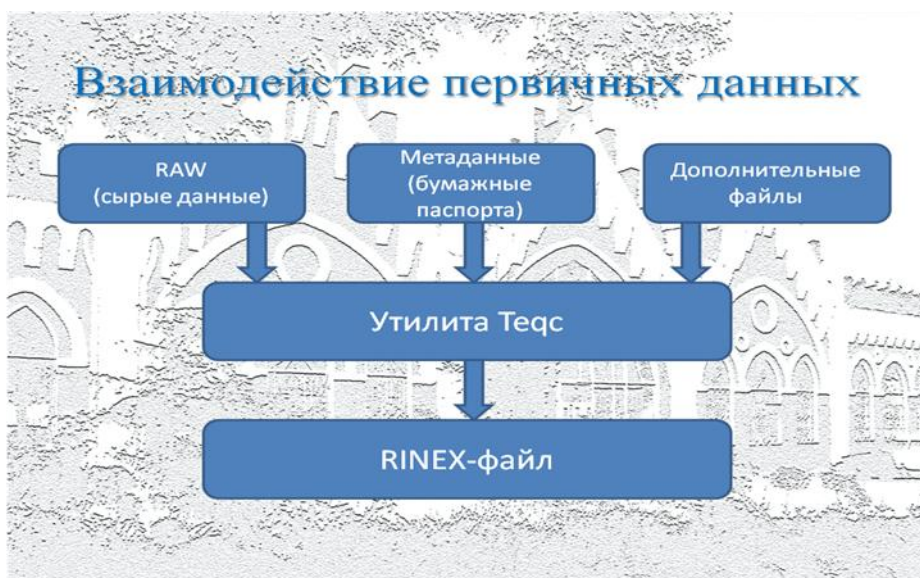 Взаимодействие первичных данных
RAW
(сырые данные)
Метаданные
(бумажные
паспорта)
Дополнительные
файлы
Утилита Teqc
RINEX-файл